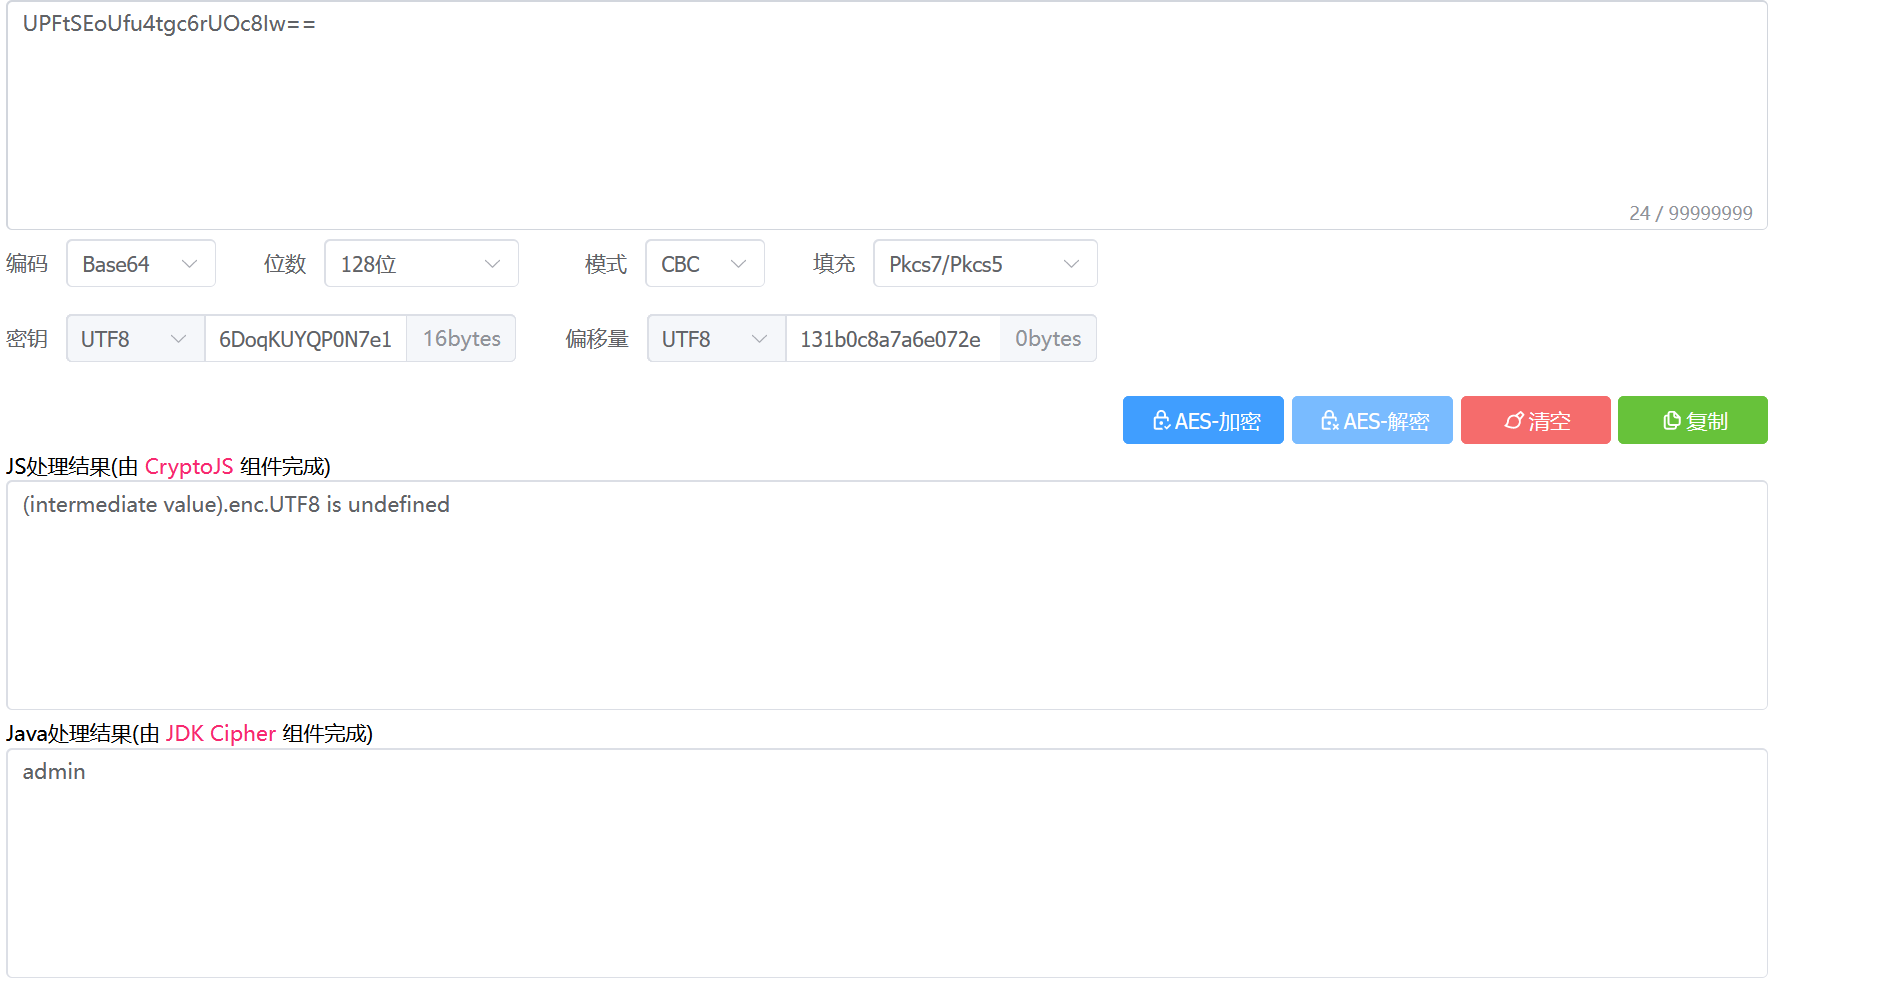 UPFtSEoUfu4tgc6rUOc8Iw==
24 / 99999999
编码 Base64 位数 128位 模式 CBC 填充 Pkcs7/Pkcs5
密钥 UTF8 6DoqKUYQP0N7e1 16bytes 偏移量 UTF8 131b0c8a7a6e072e 0bytes
AES-加密 AES-解密 清空 复制
JS处理结果(由 CryptoJS 组件完成)
(intermediate value).enc.UTF8 is undefined
Java处理结果(由 JDK Cipher 组件完成)
admin